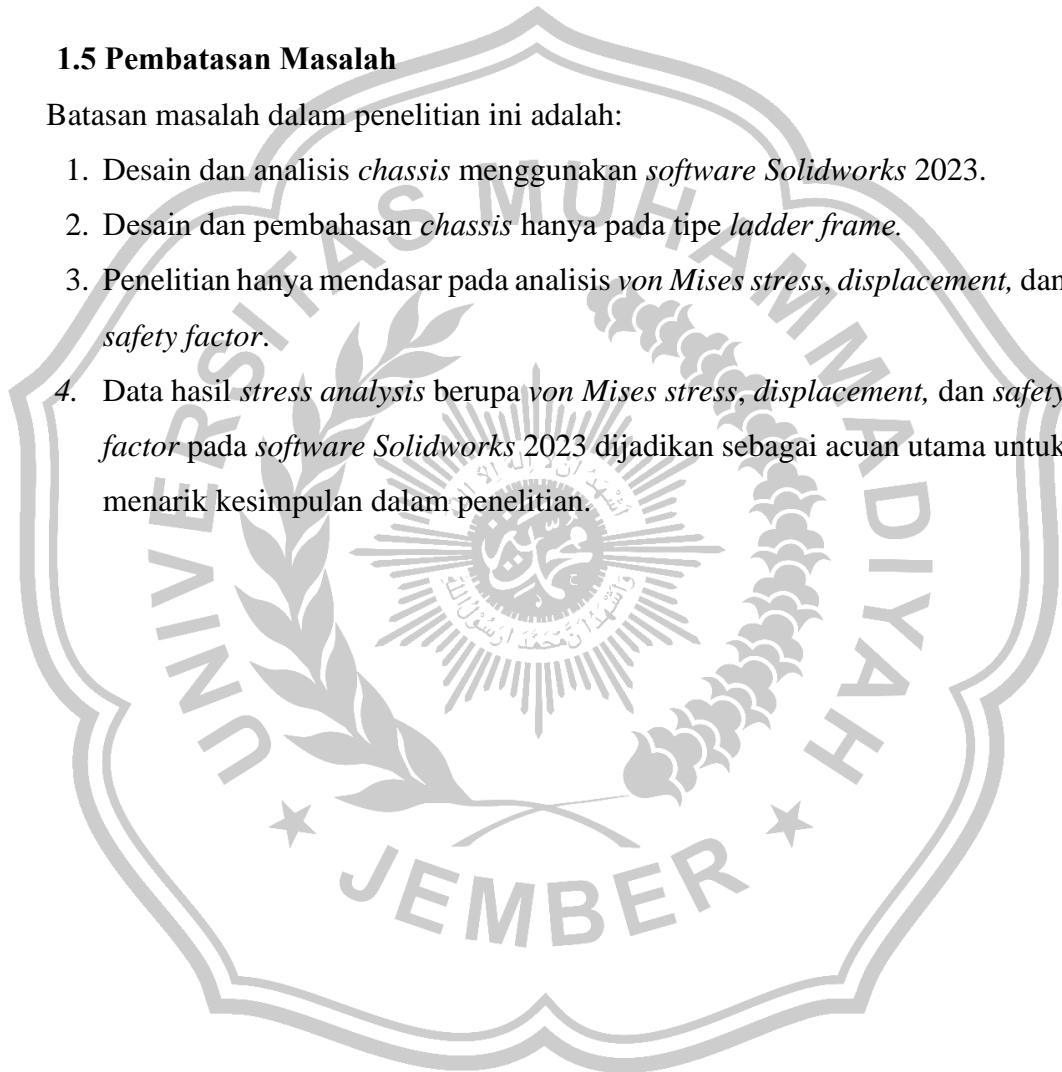 1.5 Pembatasan Masalah
Batasan masalah dalam penelitian ini adalah:
1. Desain dan analisis chassis menggunakan software Solidworks 2023.
2. Desain dan pembahasan chassis hanya pada tipe ladder frame.
3. Penelitian hanya mendasar pada analisis von Mises stress, displacement, dan
safety factor.
4. Data hasil stress analysis berupa von Mises stress, displacement, dan safety
factor pada software Solidworks 2023 dijadikan sebagai acuan utama untuk
menarik kesimpulan dalam penelitian.
UNIVERSITAS MUHAMMADIYAH
JEMBER